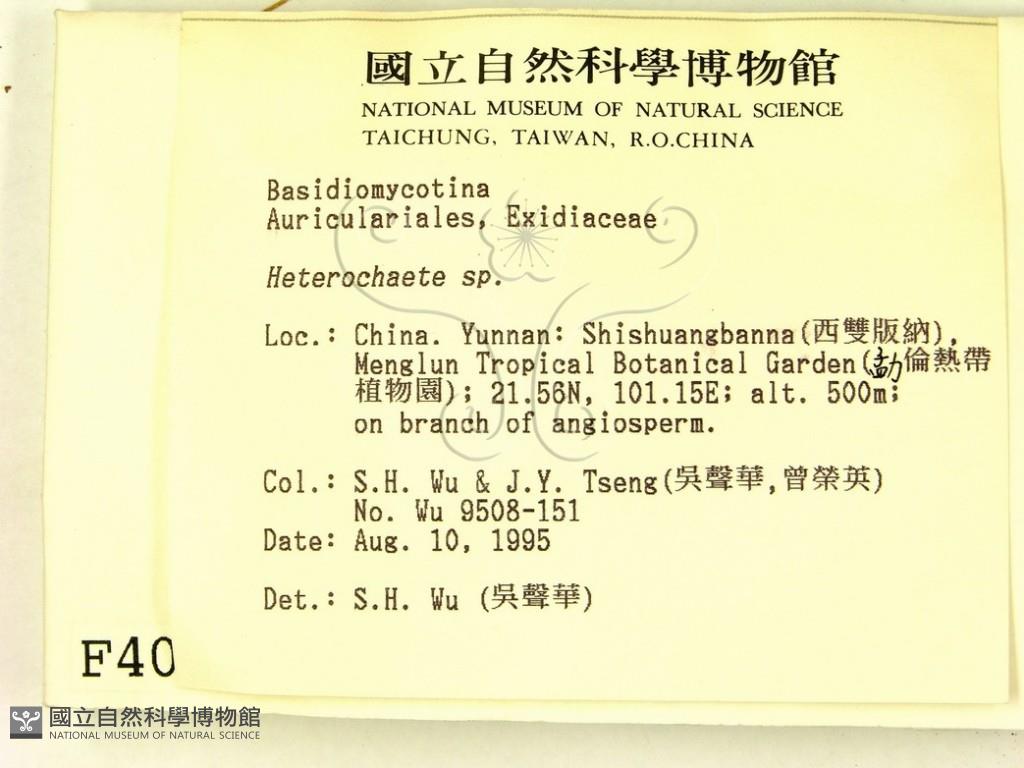 國立自然科學博物館
NATIONAL MUSEUM OF NATURAL SCIENCE
TAICHUNG, TAIWAN, R.O.CHINA
Basidiomycotina
Auriculariales, Exidiaceae
Heterochaete sp.
Loc.: China. Yunnan: Shishuangbanna(西雙版納),
Menglun Tropical Botanical Garden(勐倫熱帶
植物園); 21.56N, 101.15E; alt. 500m;
on branch of angiosperm.
Col.: S.H. Wu & J.Y. Tseng(吳聲華,曾榮英)
No. Wu 9508-151
Date: Aug. 10, 1995
Det.: S.H. Wu (吳聲華)
F40
國立自然科學博物館
NATIONAL MUSEUM OF NATURAL SCIENCE